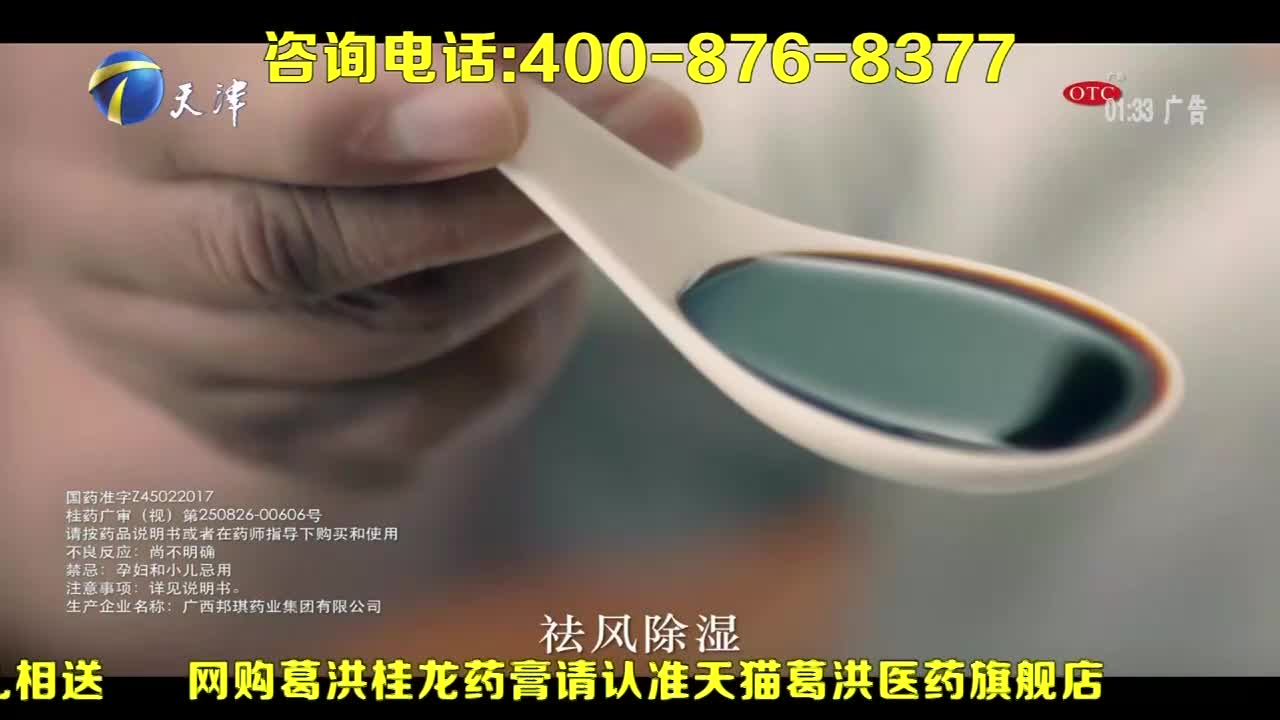 咨询电话:400-876-8377
天津
OTC
广告
01:33 广告
国药准字Z45022017
桂药广审（视）第250826-00606号
请按药品说明书或者在药师指导下购买和使用
不良反应：尚不明确
禁忌：孕妇和小儿忌用
注意事项：详见说明书。
生产企业名称：广西邦琪药业集团有限公司
祛风除湿
相送 网购葛洪桂龙药膏请认准天猫葛洪医药旗舰店